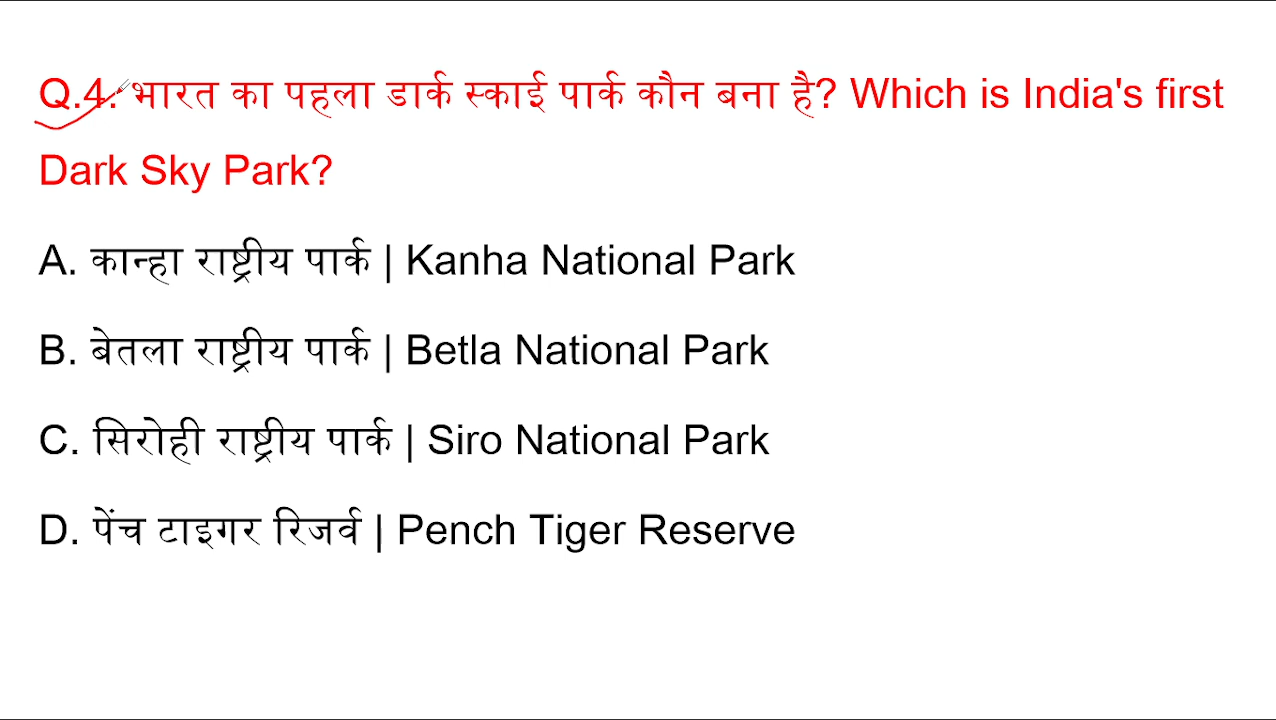 Q.4. भारत का पहला डार्क स्काई पार्क कौन बना है? Which is India's first
Dark Sky Park?
A. कान्हा राष्ट्रीय पार्क | Kanha National Park
B. बेतला राष्ट्रीय पार्क | Betla National Park
C. सिरोही राष्ट्रीय पार्क | Siro National Park
D. पेंच टाइगर रिजर्व | Pench Tiger Reserve